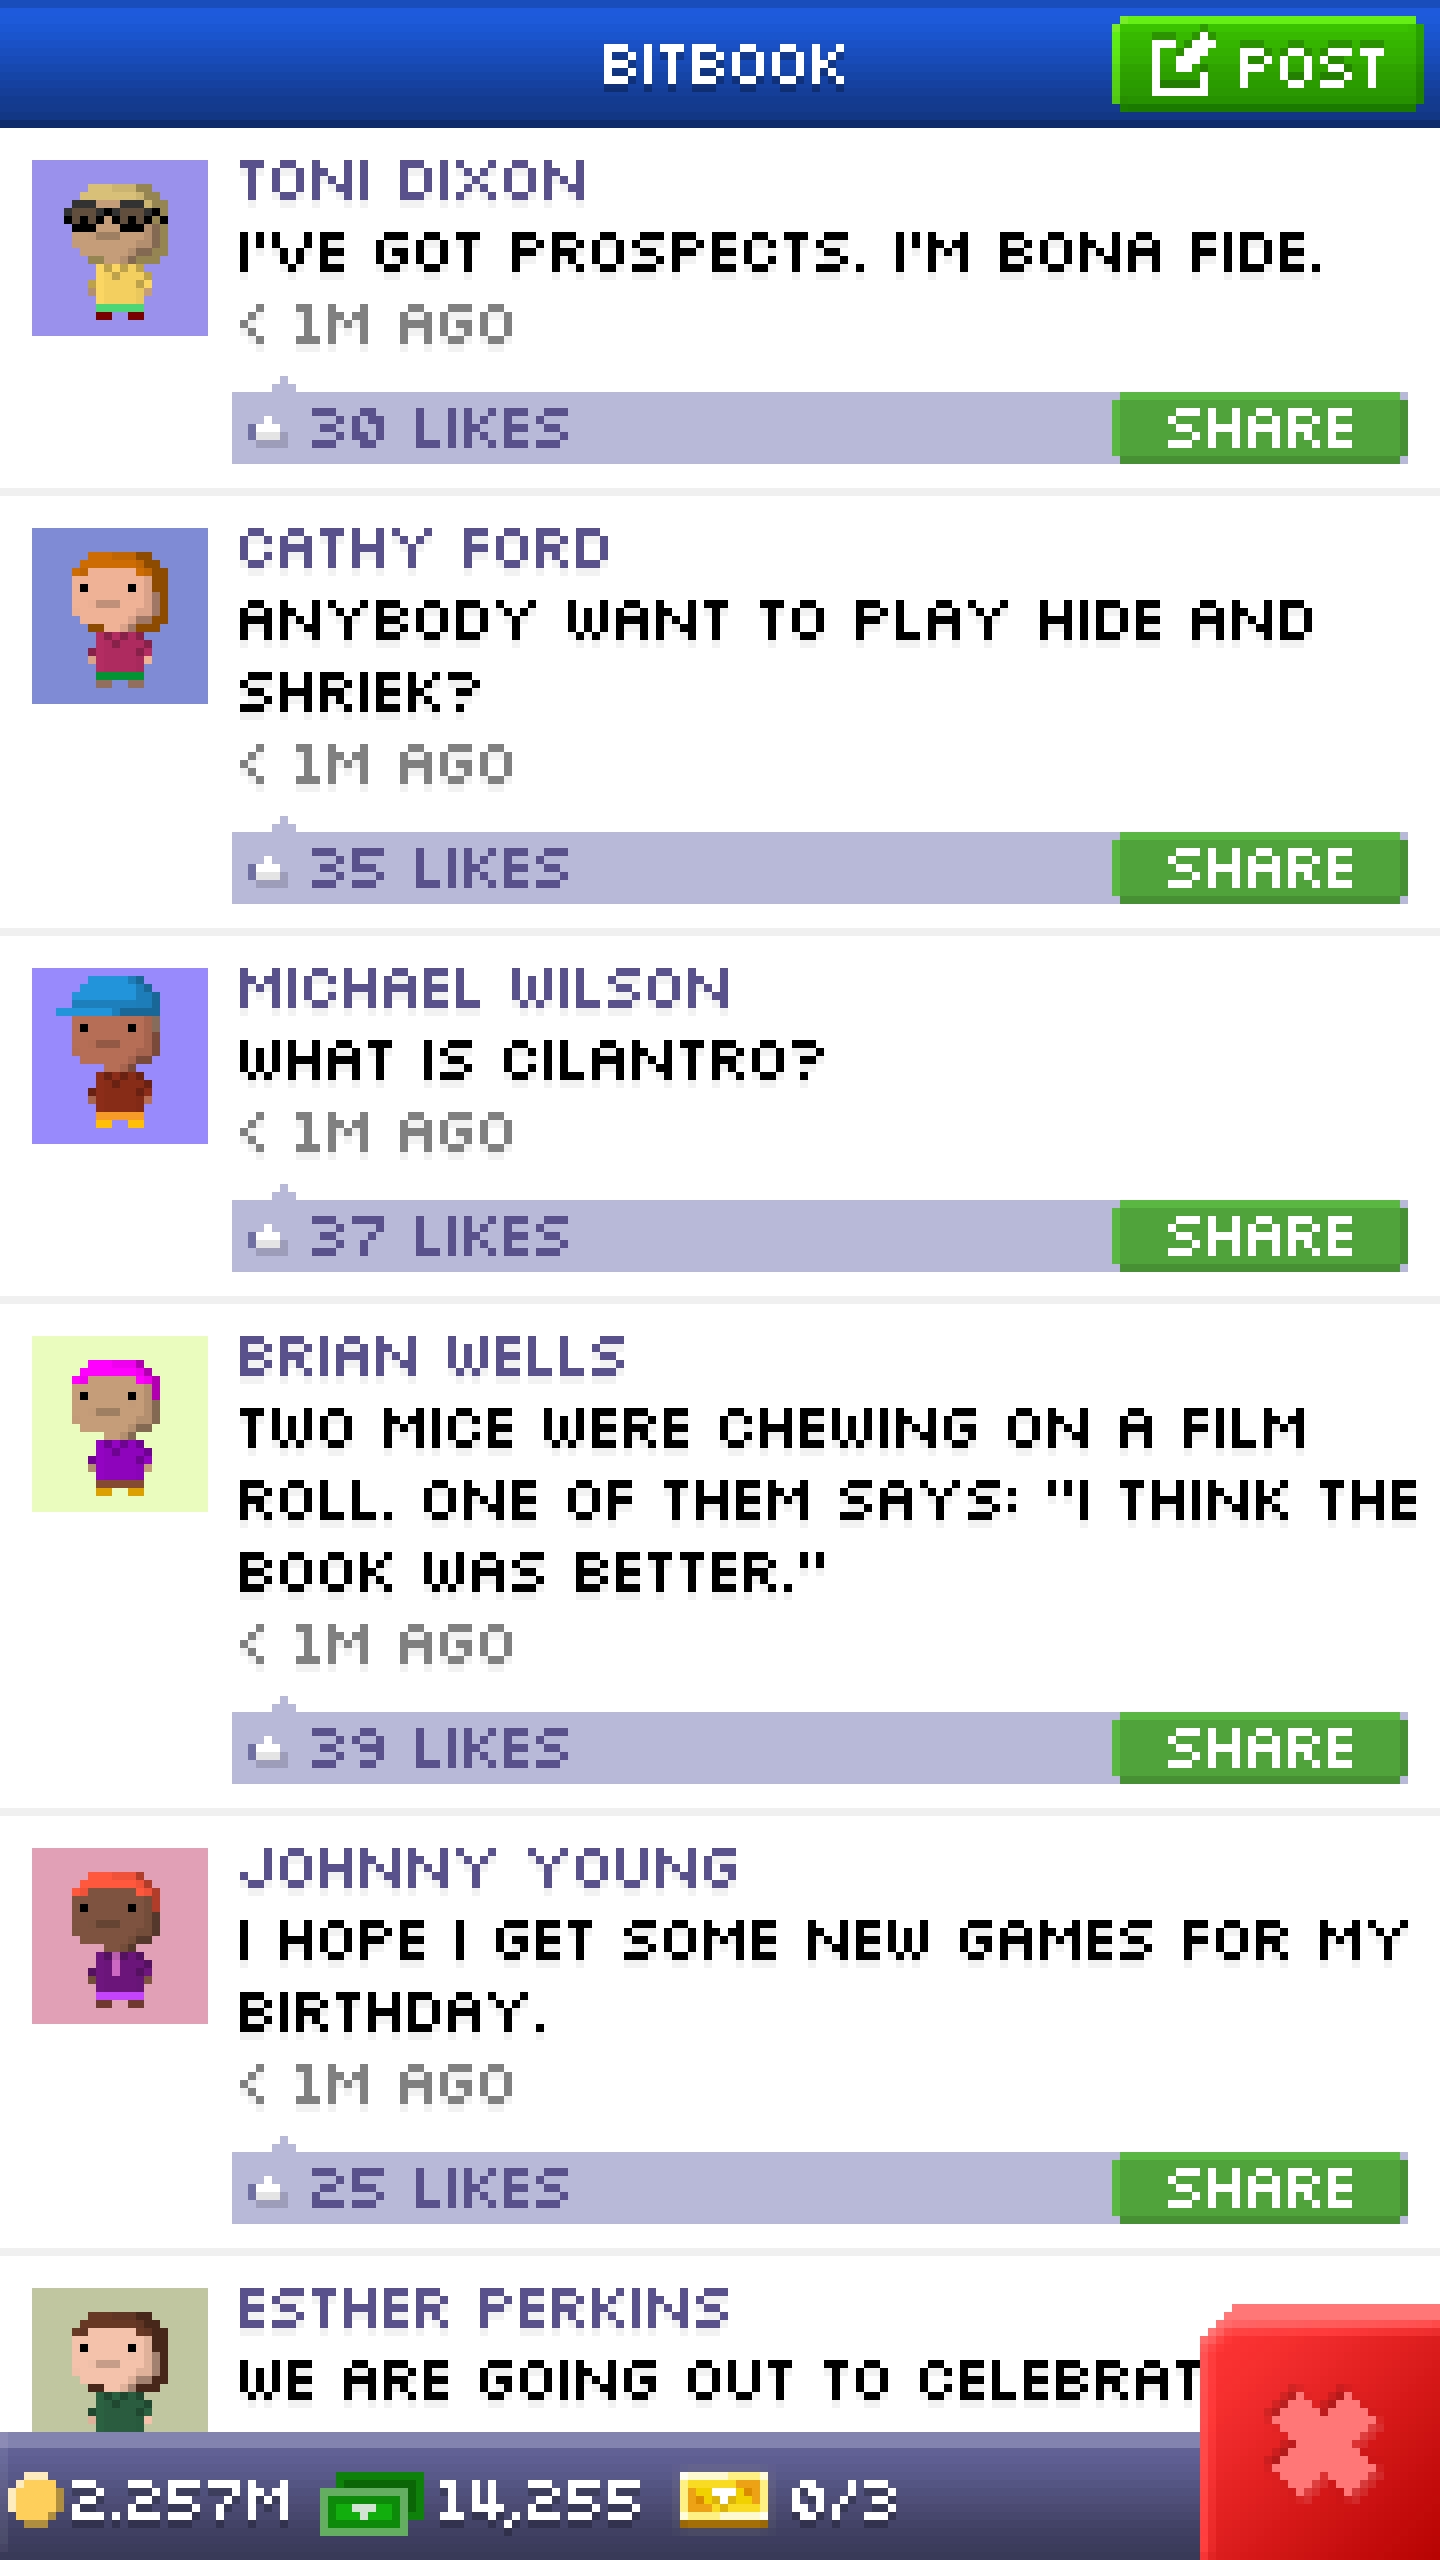 BITBOOK
POST
TONI DIXON
I'VE GOT PROSPECTS. I'M BONA FIDE.
< 1M AGO
30 LIKES
SHARE
CATHY FORD
ANYBODY WANT TO PLAY HIDE AND
SHRIEK?
< 1M AGO
35 LIKES
SHARE
MICHAEL WILSON
WHAT IS CILANTRO?
< 1M AGO
37 LIKES
SHARE
BRIAN WELLS
TWO MICE WERE CHEWING ON A FILM
ROLL. ONE OF THEM SAYS: "I THINK THE
BOOK WAS BETTER."
< 1M AGO
39 LIKES
SHARE
JOHNNY YOUNG
I HOPE I GET SOME NEW GAMES FOR MY
BIRTHDAY.
< 1M AGO
25 LIKES
SHARE
ESTHER PERKINS
WE ARE GOING OUT TO CELEBRAT
2.257M
14,255
0/3